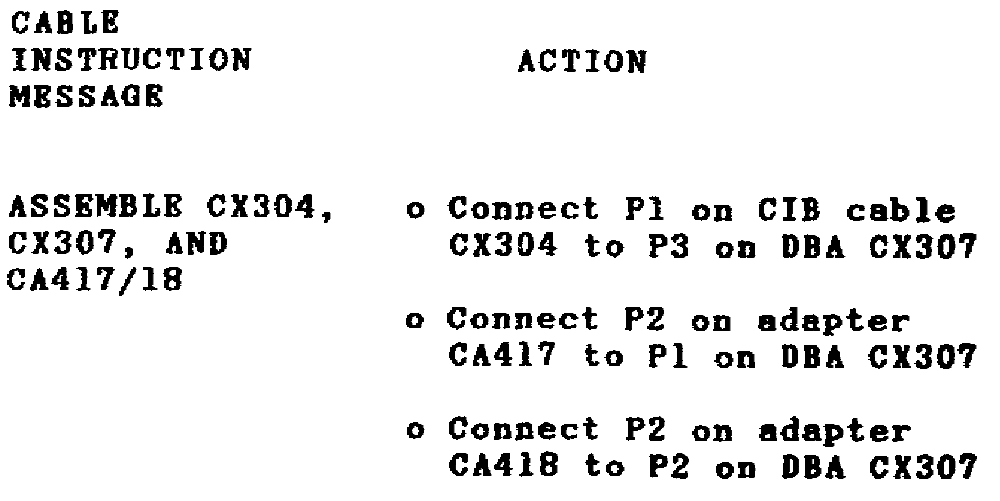 CABLE
INSTRUCTION
MESSAGE
ACTION
ASSEMBLE CX304,
CX307, AND
CA417/18
o Connect P1 on CIB cable
CX304 to P3 on DBA CX307
o Connect P2 on adapter
CA417 to P1 on DBA CX307
o Connect P2 on adapter
CA418 to P2 on DBA CX307